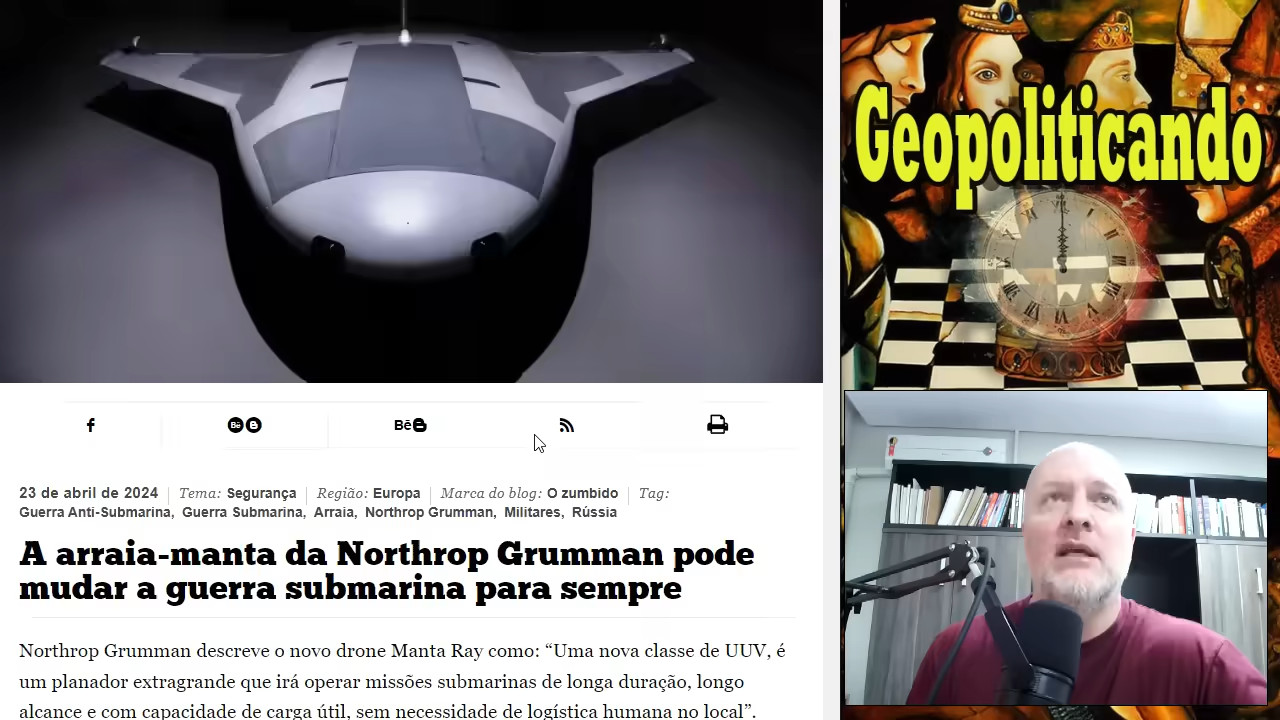 Geopoliticando
23 de abril de 2024 Tema: Segurança Região: Europa Marca do blog: O zumbido Tag:
Guerra Anti-Submarina, Guerra Submarina, Arraia, Northrop Grumman, Militares, Rússia
A arraia-manta da Northrop Grumman pode
mudar a guerra submarina para sempre
Northrop Grumman descreve o novo drone Manta Ray como: “Uma nova classe de UUV, é
um planador extragrande que irá operar missões submarinas de longa duração, longo
alcance e com capacidade de carga útil, sem necessidade de logística humana no local”.